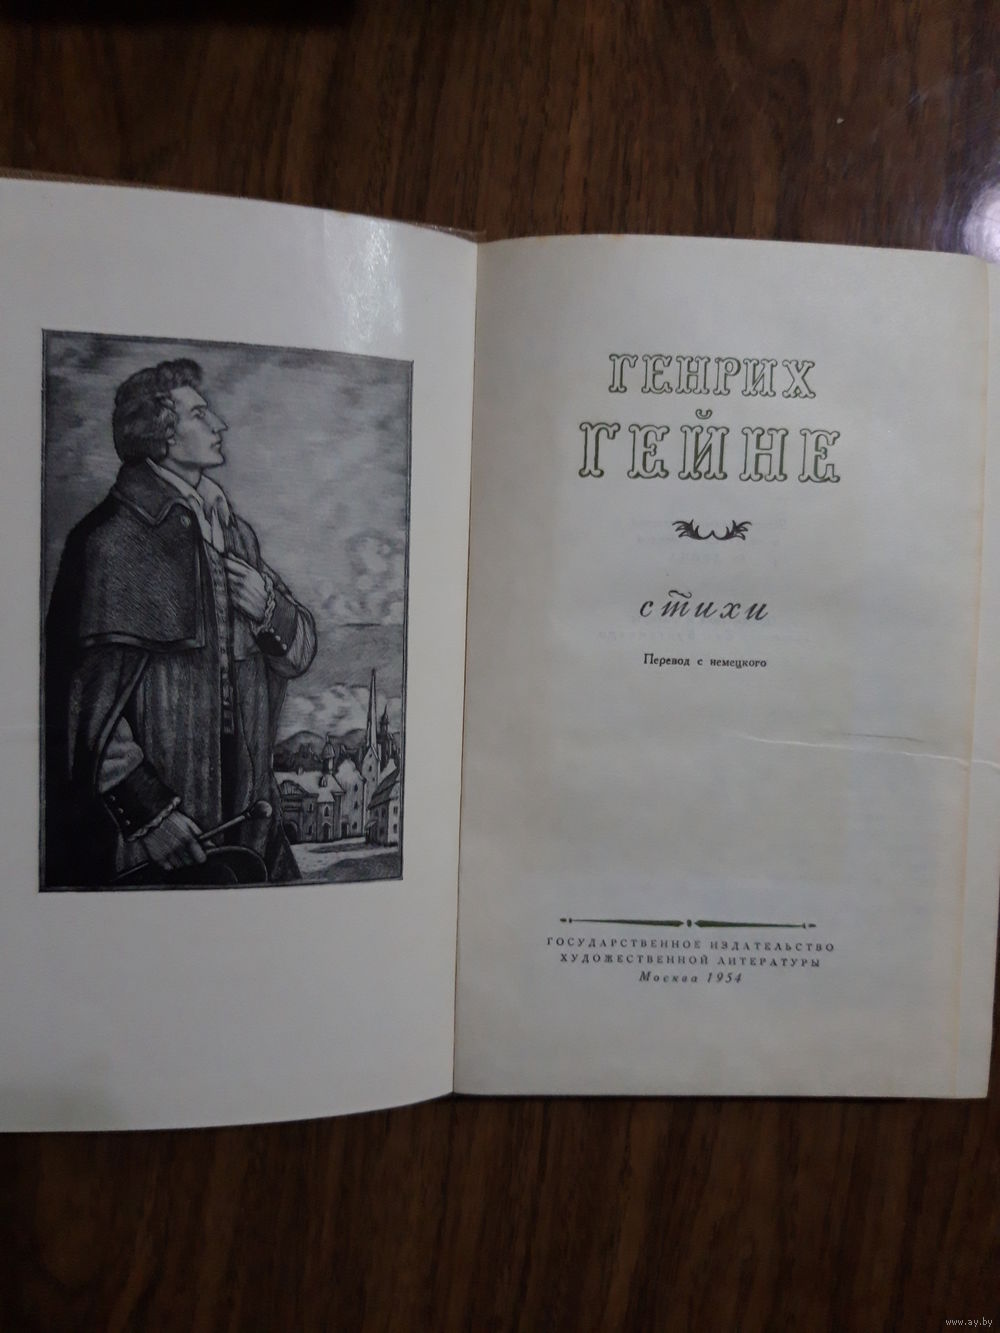 ГЕНРИХ
ГЕЙНЕ
стихи
Перевод с немецкого
ГОСУДАРСТВЕННОЕ ИЗДАТЕЛЬСТВО
ХУДОЖЕСТВЕННОЙ ЛИТЕРАТУРЫ
Москва 1954
www.ay.by